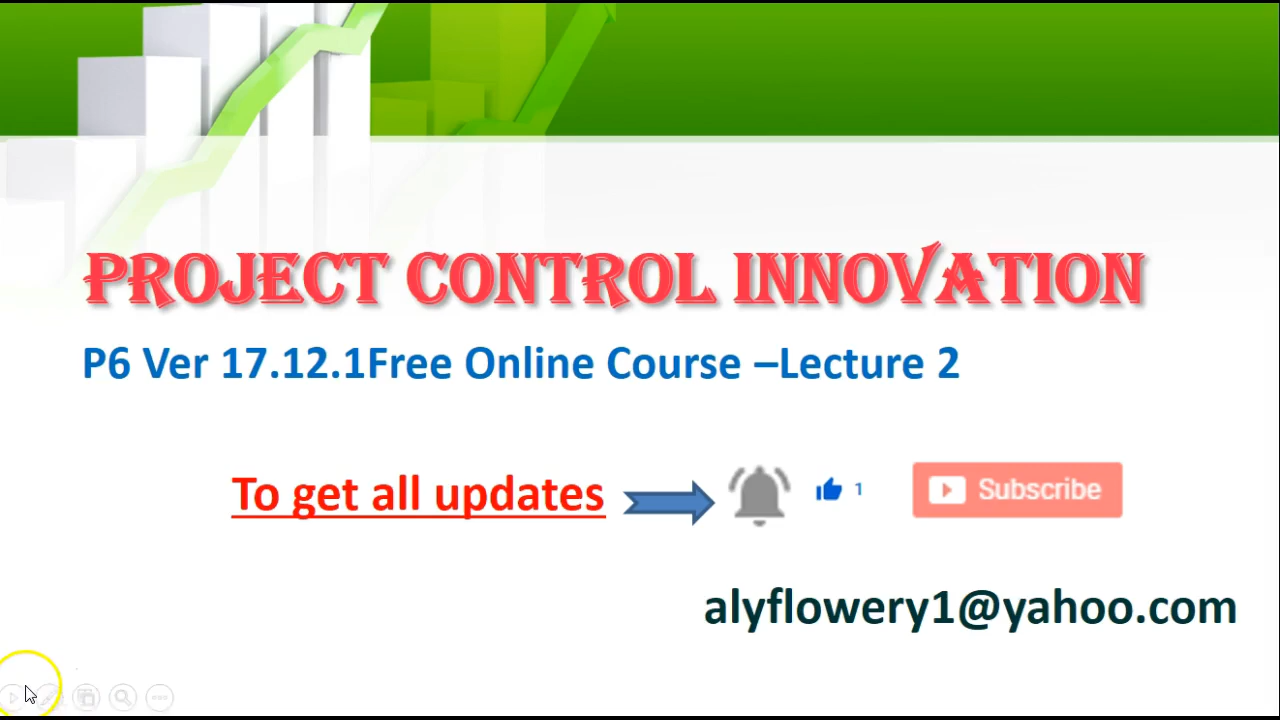 PROJECT CONTROL INNOVATION
P6 Ver 17.12.1Free Online Course –Lecture 2
To get all updates
1
Subscribe
alyflowery1@yahoo.com